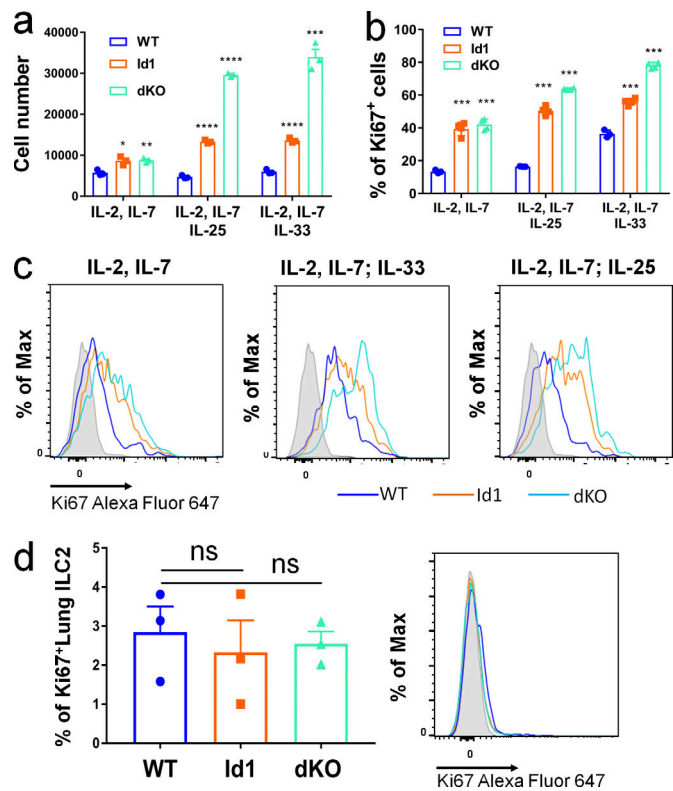 a
Cell number
40000
30000
20000
10000
0
WT
Id1
dKO
* ** **** **** **** ***
IL-2, IL-7 IL-2, IL-7 IL-2, IL-7
IL-25 IL-33
b
% of Ki67+ cells
100
80
60
40
20
0
WT
Id1
dKO
*** *** *** *** *** ***
IL-2, IL-7 IL-2, IL-7 IL-2, IL-7
IL-25 IL-33
c
IL-2, IL-7 IL-2, IL-7; IL-33 IL-2, IL-7; IL-25
% of Max % of Max % of Max
0 0 0
0 0 0
Ki67 Alexa Fluor 647
WT Id1 dKO
d
% of Ki67+Lung ILC2
5
4
3
2
1
0
ns
ns
WT Id1 dKO
% of Max
0
0
Ki67 Alexa Fluor 647